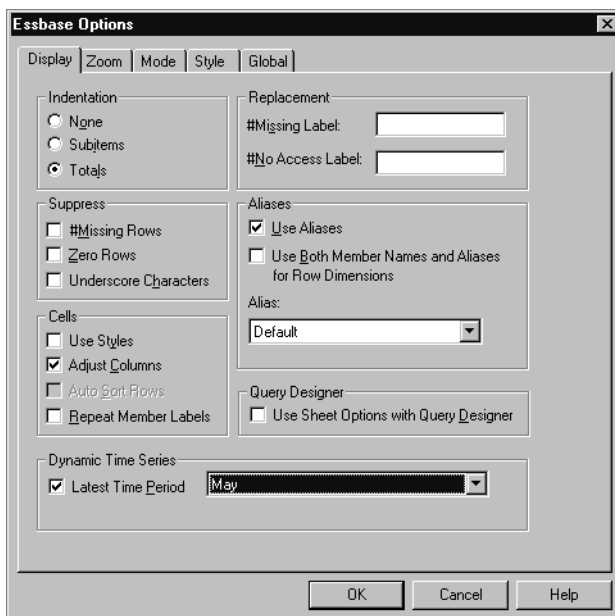 Essbase Options
Display Zoom Mode Style Global
Indentation
None
Subitems
Totals
Replacement
#Missing Label:
#No Access Label:
Suppress
#Missing Rows
Zero Rows
Underscore Characters
Aliases
Use Aliases
Use Both Member Names and Aliases
for Row Dimensions
Alias:
Default
Cells
Use Styles
Adjust Columns
Auto Sort Rows
Repeat Member Labels
Query Designer
Use Sheet Options with Query Designer
Dynamic Time Series
Latest Time Period May
OK Cancel Help